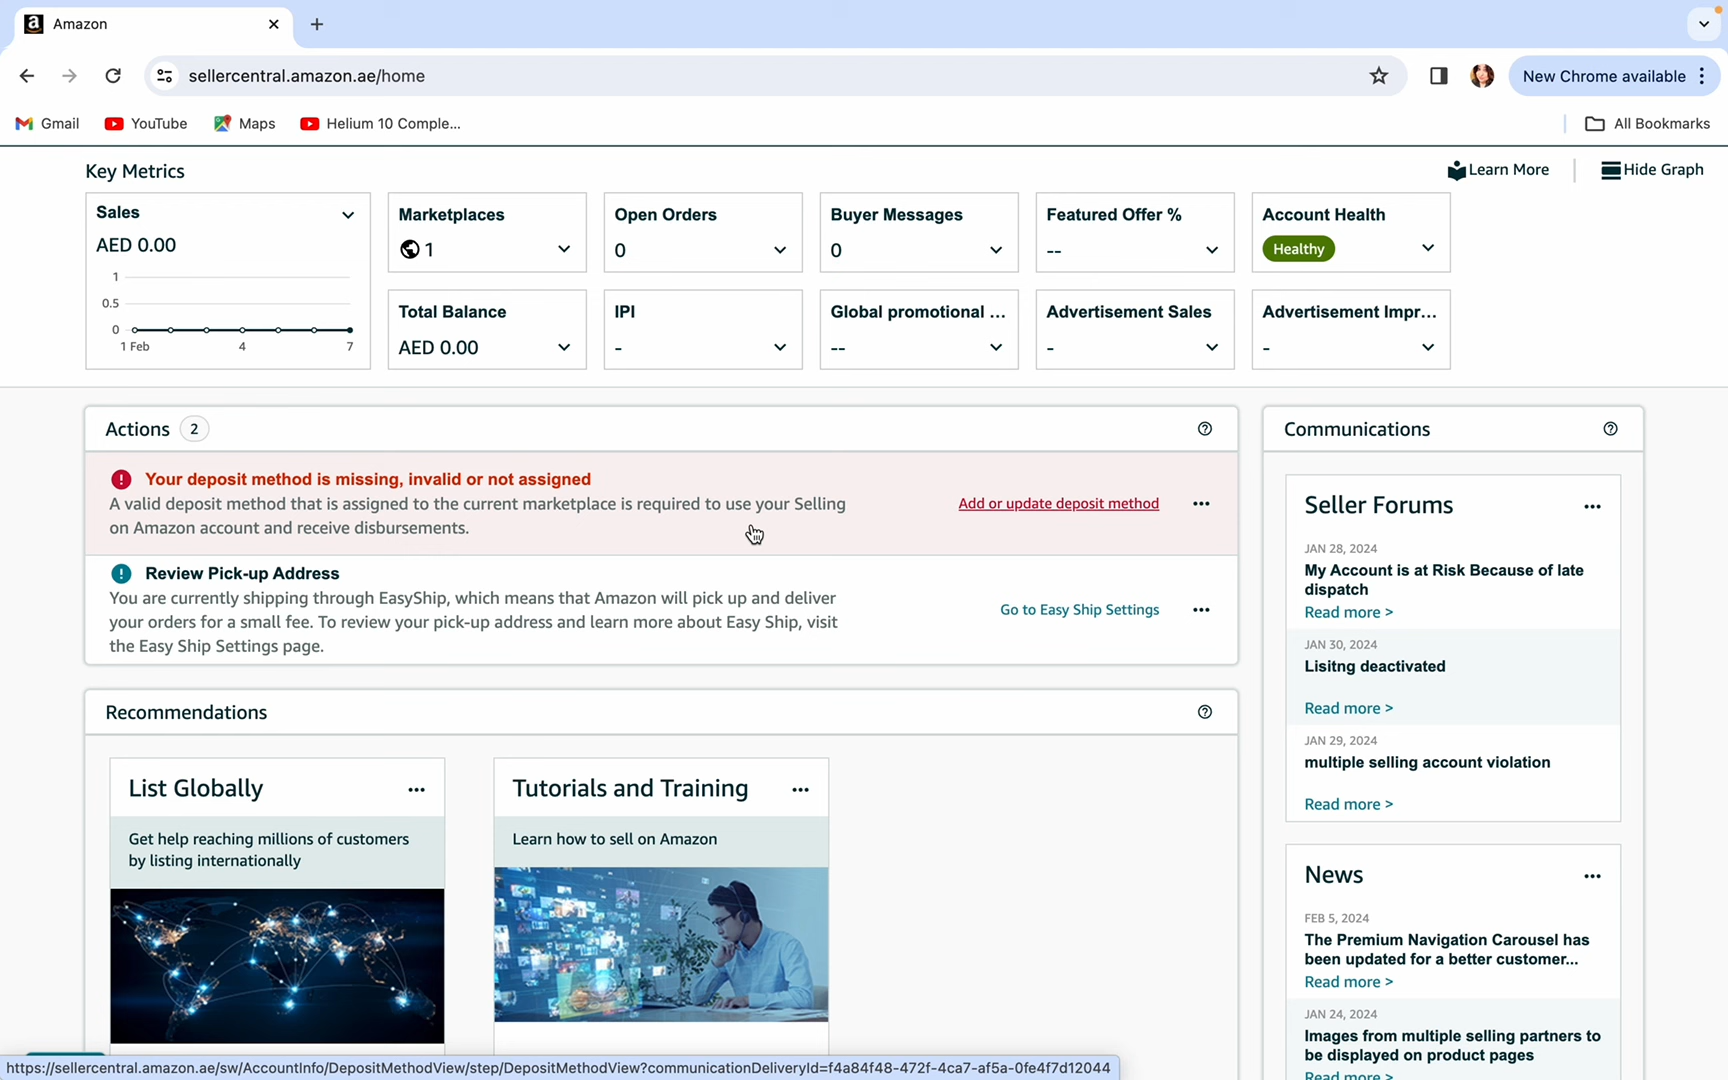 Amazon
sellercentral.amazon.ae/home
New Chrome available
Gmail
YouTube
Maps
Helium 10 Comple...
All Bookmarks
Key Metrics
Learn More
Hide Graph
Sales
AED 0.00
1
0.5
0
1 Feb
4
7
Marketplaces
1
Open Orders
0
Buyer Messages
0
Featured Offer %
--
Account Health
Healthy
Total Balance
AED 0.00
IPI
-
Global promotional ...
--
Advertisement Sales
-
Advertisement Impr...
-
Actions 2
Your deposit method is missing, invalid or not assigned
A valid deposit method that is assigned to the current marketplace is required to use your Selling
on Amazon account and receive disbursements.
Add or update deposit method
Review Pick-up Address
You are currently shipping through EasyShip, which means that Amazon will pick up and deliver
your orders for a small fee. To review your pick-up address and learn more about Easy Ship, visit
the Easy Ship Settings page.
Go to Easy Ship Settings
Recommendations
List Globally
Get help reaching millions of customers
by listing internationally
Tutorials and Training
Learn how to sell on Amazon
Communications
Seller Forums
JAN 28, 2024
My Account is at Risk Because of late
dispatch
Read more >
JAN 30, 2024
Lisitng deactivated
Read more >
JAN 29, 2024
multiple selling account violation
Read more >
News
FEB 5, 2024
The Premium Navigation Carousel has
been updated for a better customer...
Read more >
JAN 24, 2024
Images from multiple selling partners to
be displayed on product pages
Read more >
https://sellercentral.amazon.ae/sw/AccountInfo/DepositMethodView/step/DepositMethodView?communicationDeliveryId=f4a84f48-472f-4ca7-af5a-0fe4f7d12044